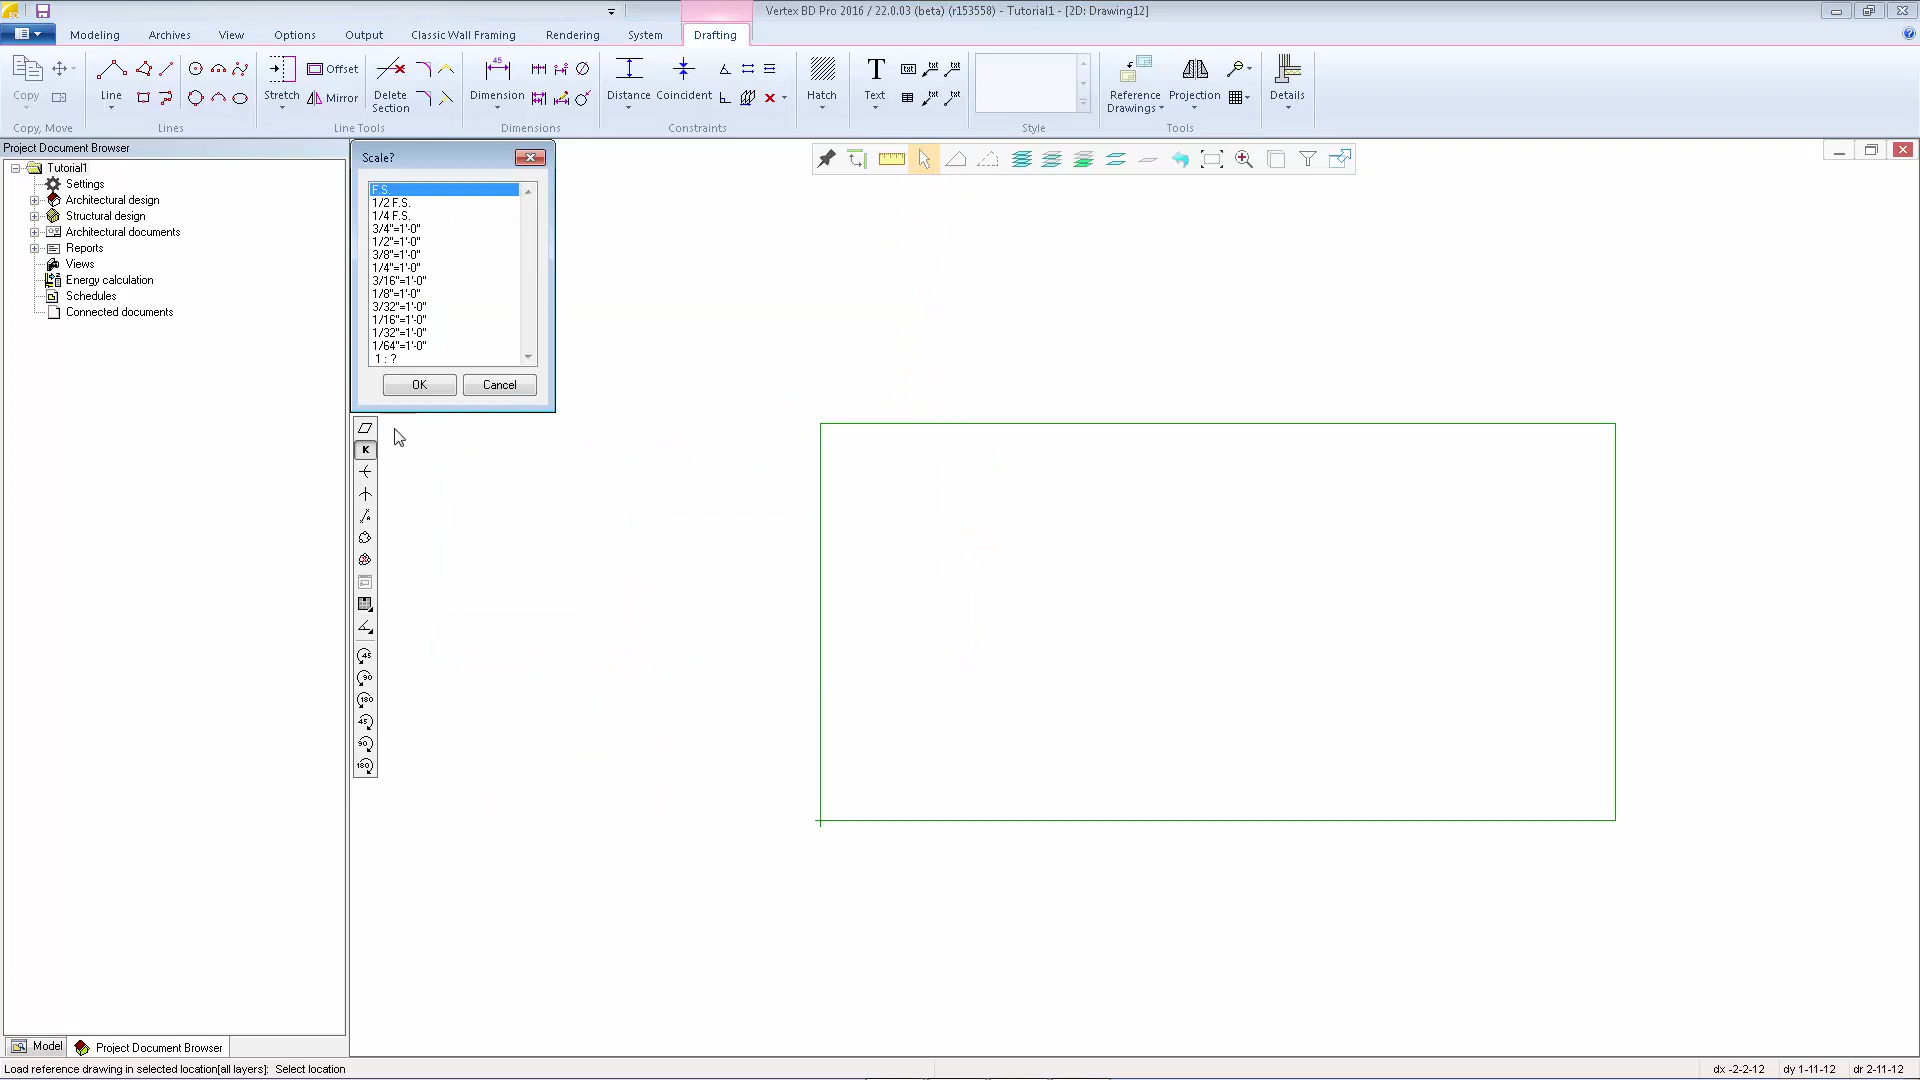 Vertex BD Pro 2016 / 22.0.03 (beta) (r153558) - Tutorial1 - [2D: Drawing12]
Modeling Archives View Options Output Classic Wall Framing Rendering System Drafting
Copy Line Offset Mirror Stretch Delete Section Dimension Distance Coincident Hatch Text Reference Drawings Projection Details
Copy, Move Lines Line Tools Dimensions Constraints Style Tools
Project Document Browser
Tutorial1
Settings
Architectural design
Structural design
Architectural documents
Reports
Views
Energy calculation
Schedules
Connected documents
Scale?
F.S.
1/2 F.S.
1/4 F.S.
3/4"=1'-0"
1/2"=1'-0"
3/8"=1'-0"
1/4"=1'-0"
3/16"=1'-0"
1/8"=1'-0"
3/32"=1'-0"
1/16"=1'-0"
1/32"=1'-0"
1/64"=1'-0"
1 : ?
OK Cancel
K
45
90
180
45
90
180
Model Project Document Browser
Load reference drawing in selected location[all layers]: Select location
dx -2-2-12 dy 1-11-12 dr 2-11-12